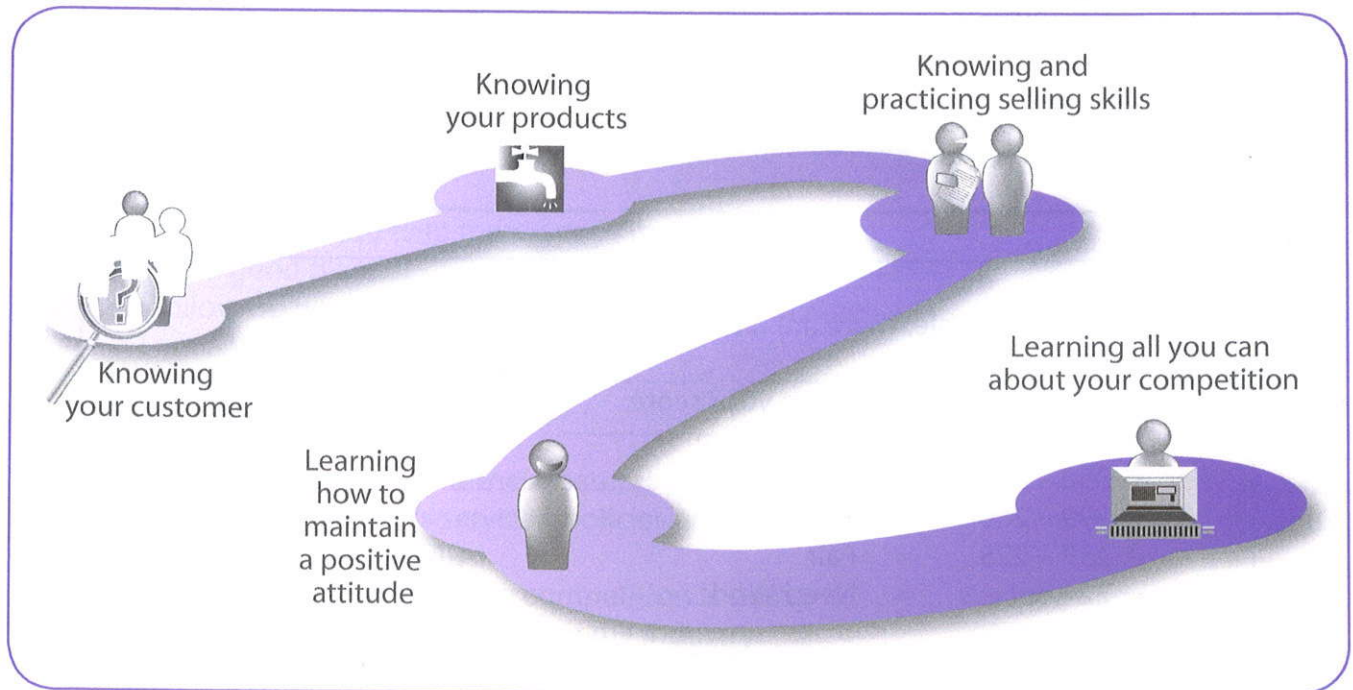 Knowing
your products
Knowing and
practicing selling skills
Knowing
your customer
Learning all you can
about your competition
Learning
how to
maintain
a positive
attitude